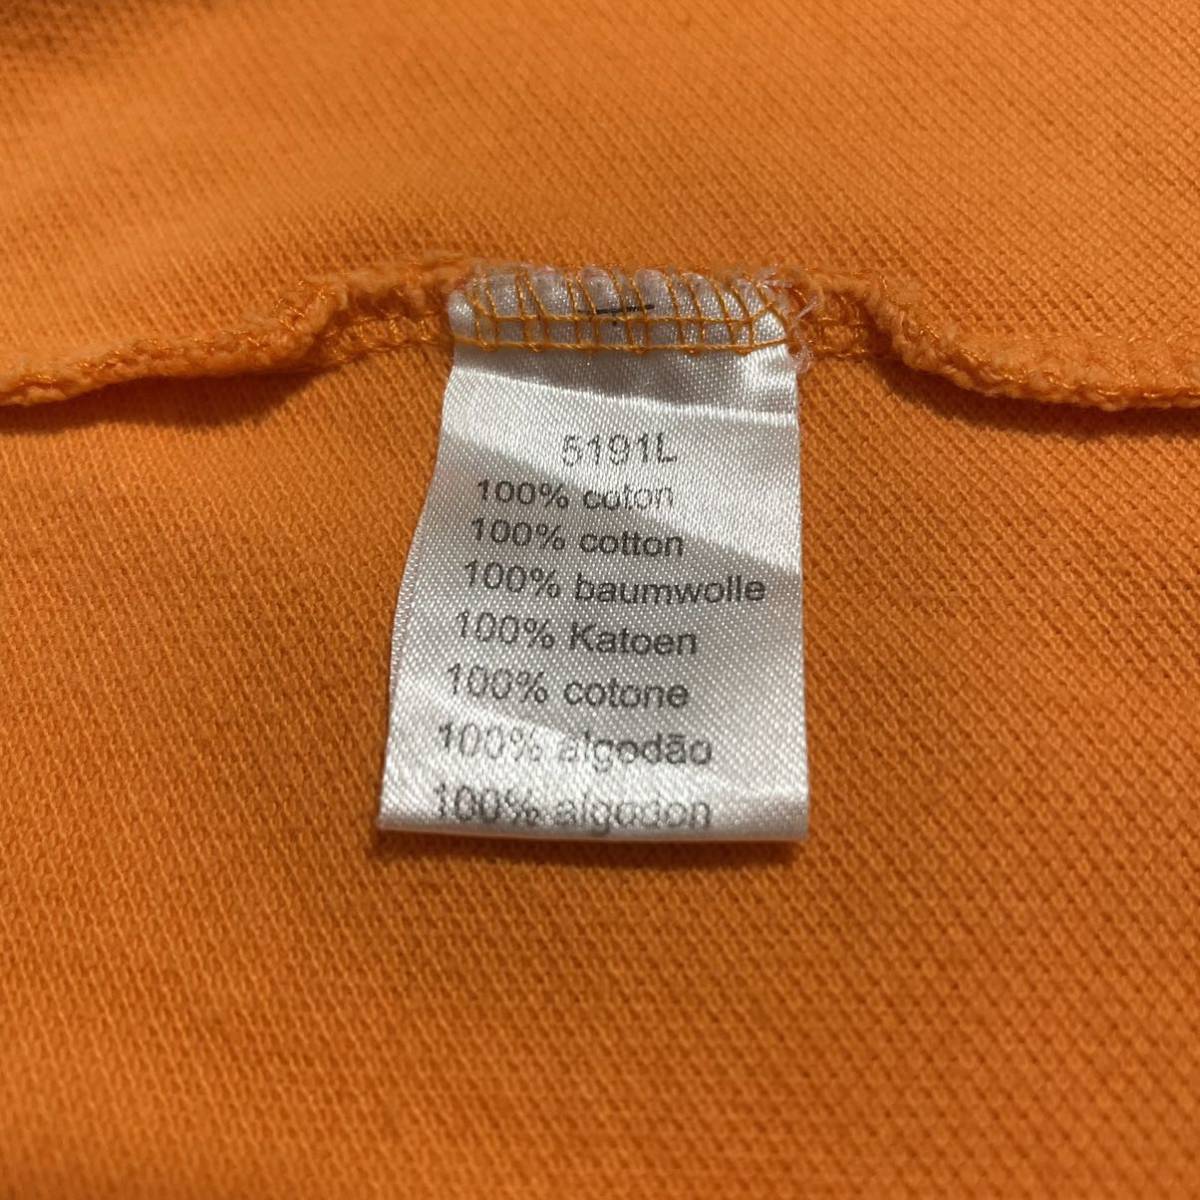 5191L
100% coton
100% cotton
100% baumwolle
100% Katoen
100% cotone
100% algodão
100% algodon